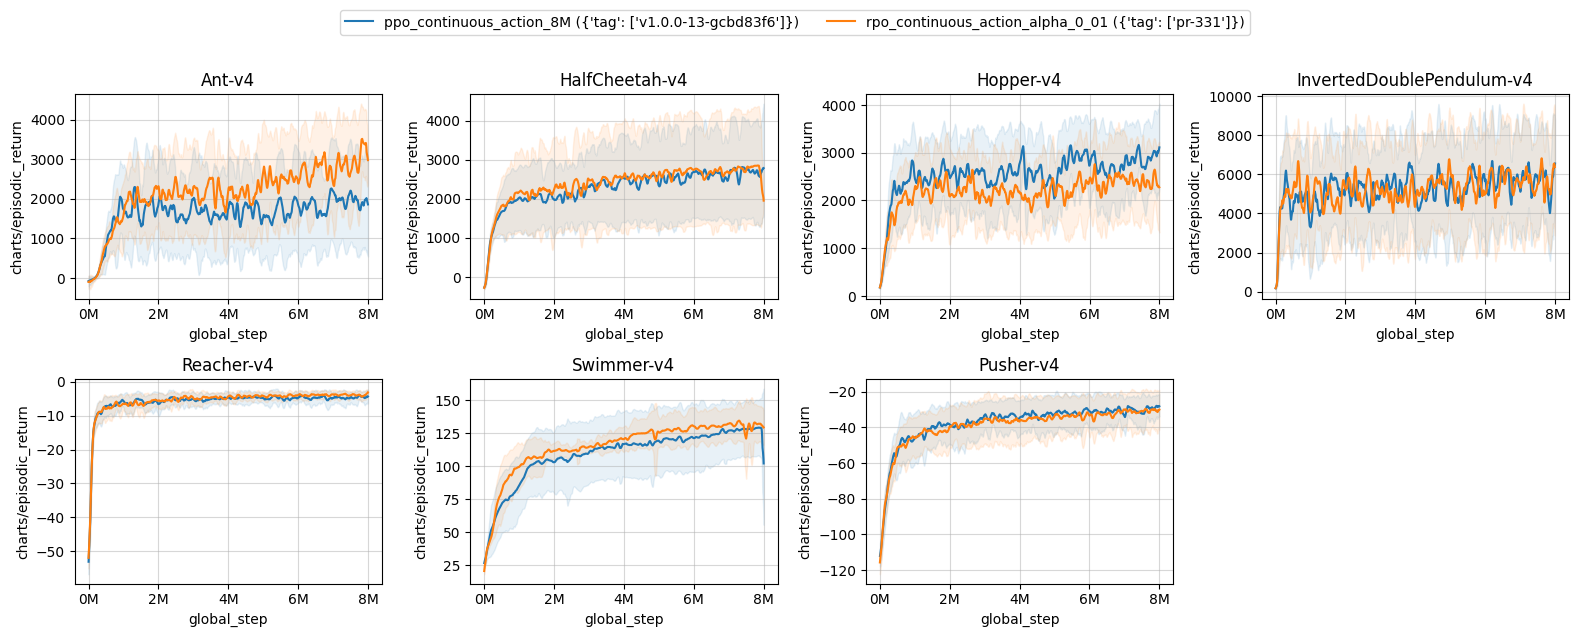 ppo_continuous_action_8M ({'tag': ['v1.0.0-13-gcbd83f6']}) rpo_continuous_action_alpha_0_01 ({'tag': ['pr-331']})
Ant-v4
charts/episodic_return
4000
3000
2000
1000
0
0M 2M 4M 6M 8M
global_step
HalfCheetah-v4
charts/episodic_return
4000
3000
2000
1000
0
0M 2M 4M 6M 8M
global_step
Hopper-v4
charts/episodic_return
4000
3000
2000
1000
0
0M 2M 4M 6M 8M
global_step
InvertedDoublePendulum-v4
charts/episodic_return
10000
8000
6000
4000
2000
0
0M 2M 4M 6M 8M
global_step
Reacher-v4
charts/episodic_return
0
−10
−20
−30
−40
−50
0M 2M 4M 6M 8M
global_step
Swimmer-v4
charts/episodic_return
150
125
100
75
50
25
0M 2M 4M 6M 8M
global_step
Pusher-v4
charts/episodic_return
−20
−40
−60
−80
−100
−120
0M 2M 4M 6M 8M
global_step